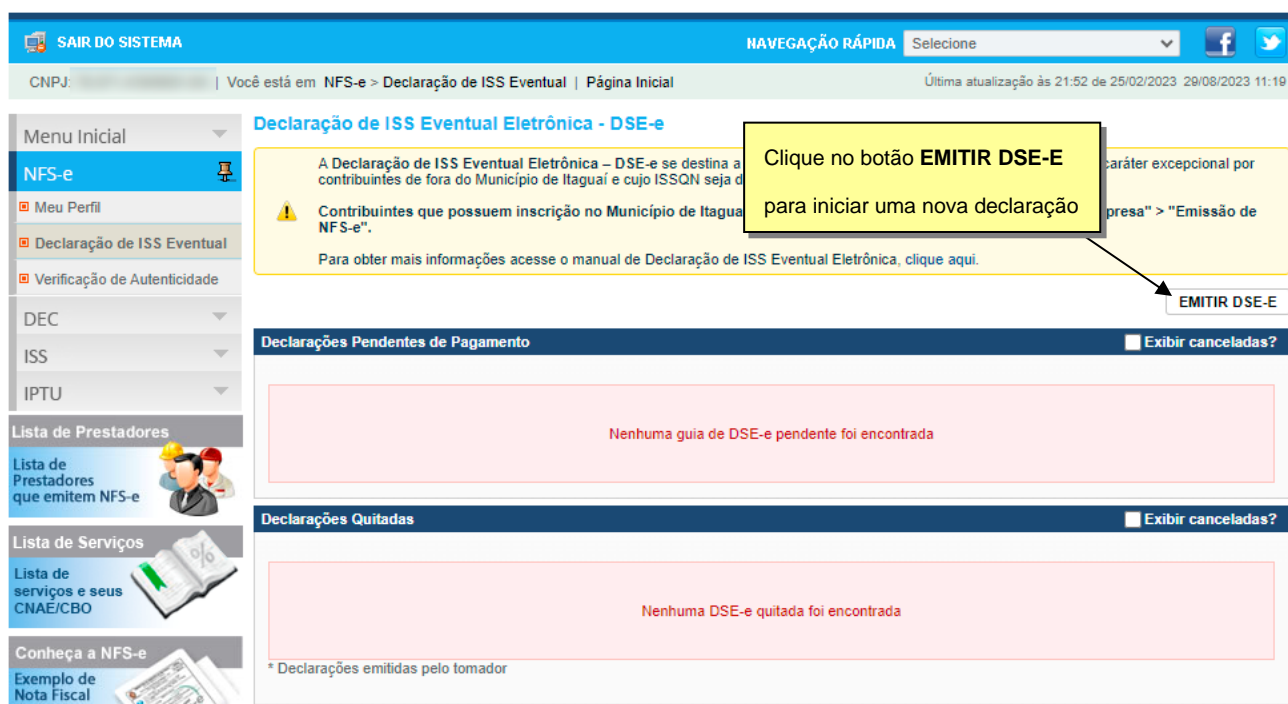 SAIR DO SISTEMA
NAVEGAÇÃO RÁPIDA Selecione
CNPJ: | Você está em NFS-e > Declaração de ISS Eventual | Página Inicial
Última atualização às 21:52 de 25/02/2023 29/08/2023 11:19
Menu Inicial
NFS-e
Meu Perfil
Declaração de ISS Eventual
Verificação de Autenticidade
DEC
ISS
IPTU
Lista de Prestadores
Lista de
Prestadores
que emitem NFS-e
Lista de Serviços
%
Lista de
serviços e seus
CNAE/CBO
Conheça a NFS-e
Exemplo de
Nota Fiscal
Declaração de ISS Eventual Eletrônica - DSE-e
A Declaração de ISS Eventual Eletrônica – DSE-e se destina a caráter excepcional por
contribuintes de fora do Município de Itaguaí e cujo ISSQN seja d
Contribuintes que possuem inscrição no Município de Itagua presa" > "Emissão de
NFS-e".
Para obter mais informações acesse o manual de Declaração de ISS Eventual Eletrônica, clique aqui.
Clique no botão EMITIR DSE-E
para iniciar uma nova declaração
EMITIR DSE-E
Declarações Pendentes de Pagamento Exibir canceladas?
Nenhuma guia de DSE-e pendente foi encontrada
Declarações Quitadas Exibir canceladas?
Nenhuma DSE-e quitada foi encontrada
* Declarações emitidas pelo tomador